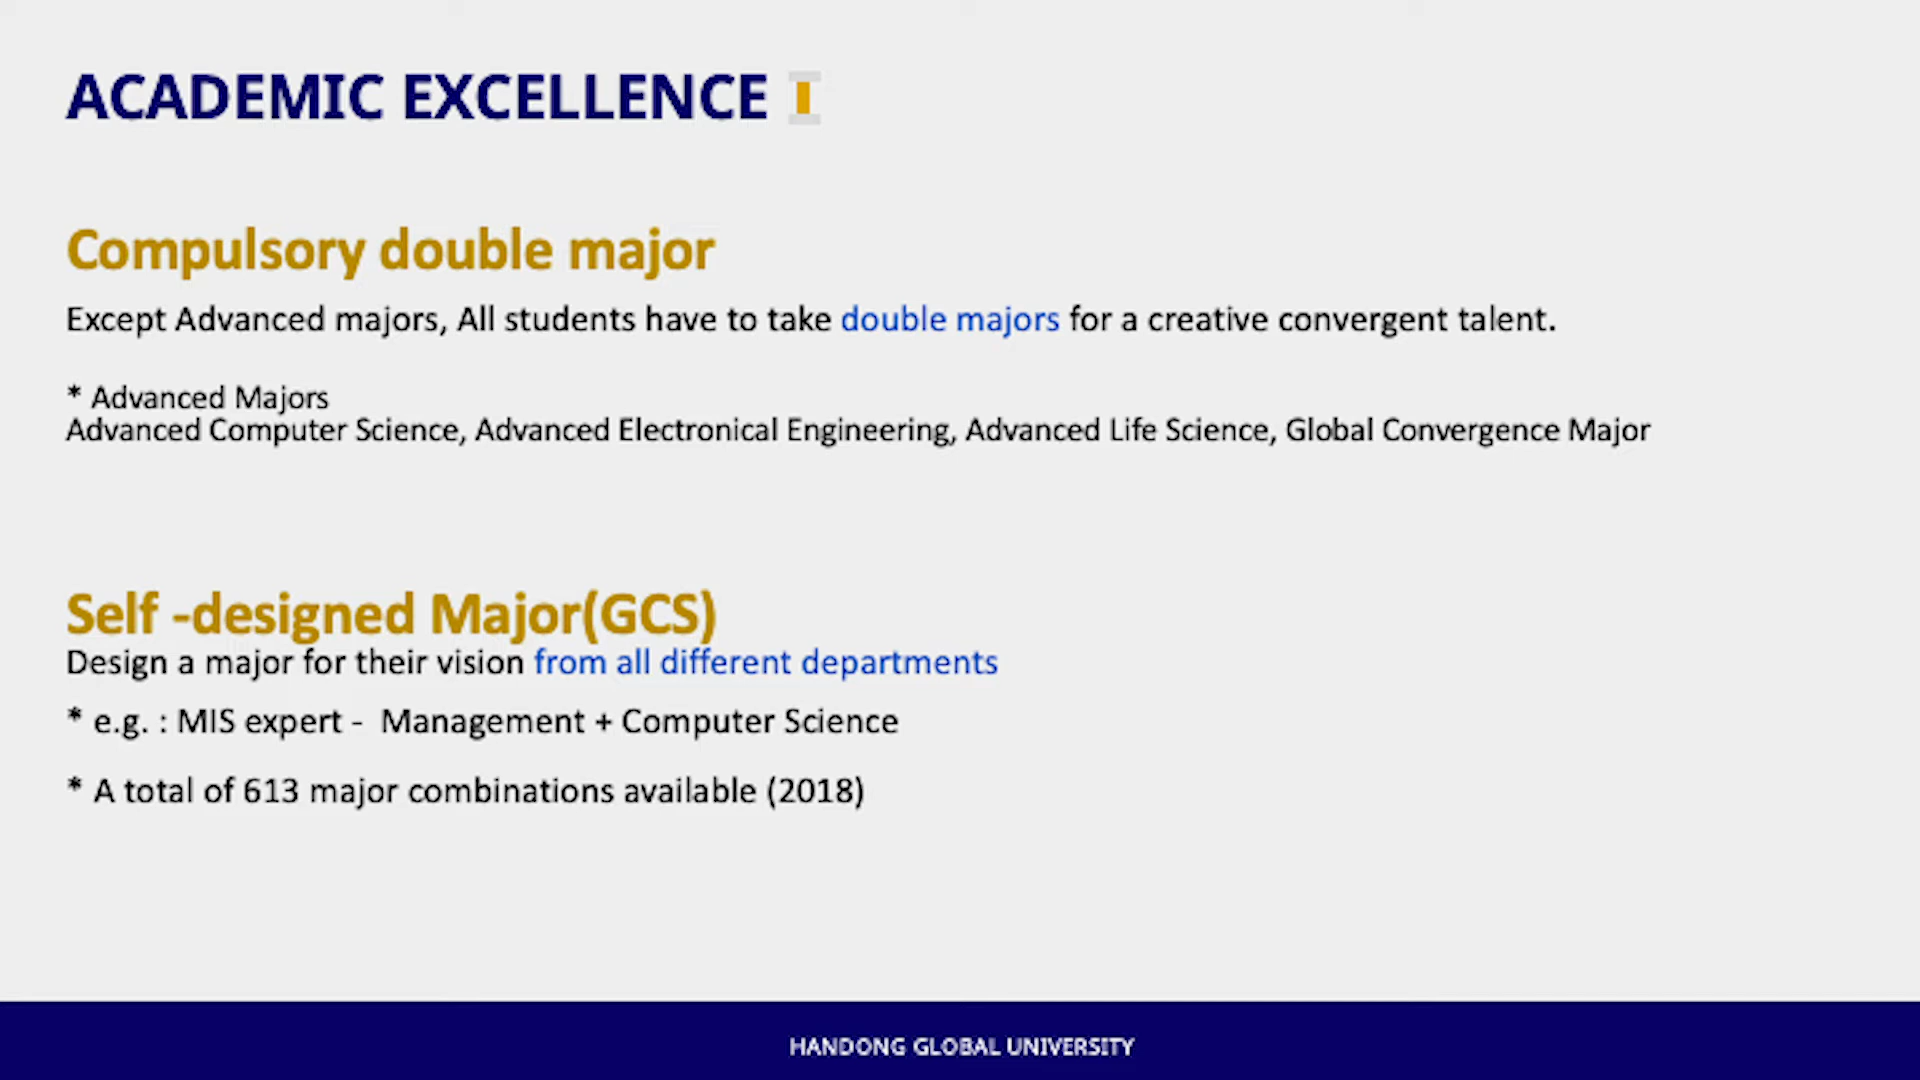 ACADEMIC EXCELLENCE I
Compulsory double major
Except Advanced majors, All students have to take double majors for a creative convergent talent.
* Advanced Majors
Advanced Computer Science, Advanced Electronical Engineering, Advanced Life Science, Global Convergence Major
Self -designed Major(GCS)
Design a major for their vision from all different departments
* e.g. : MIS expert -  Management + Computer Science
* A total of 613 major combinations available (2018)
HANDONG GLOBAL UNIVERSITY